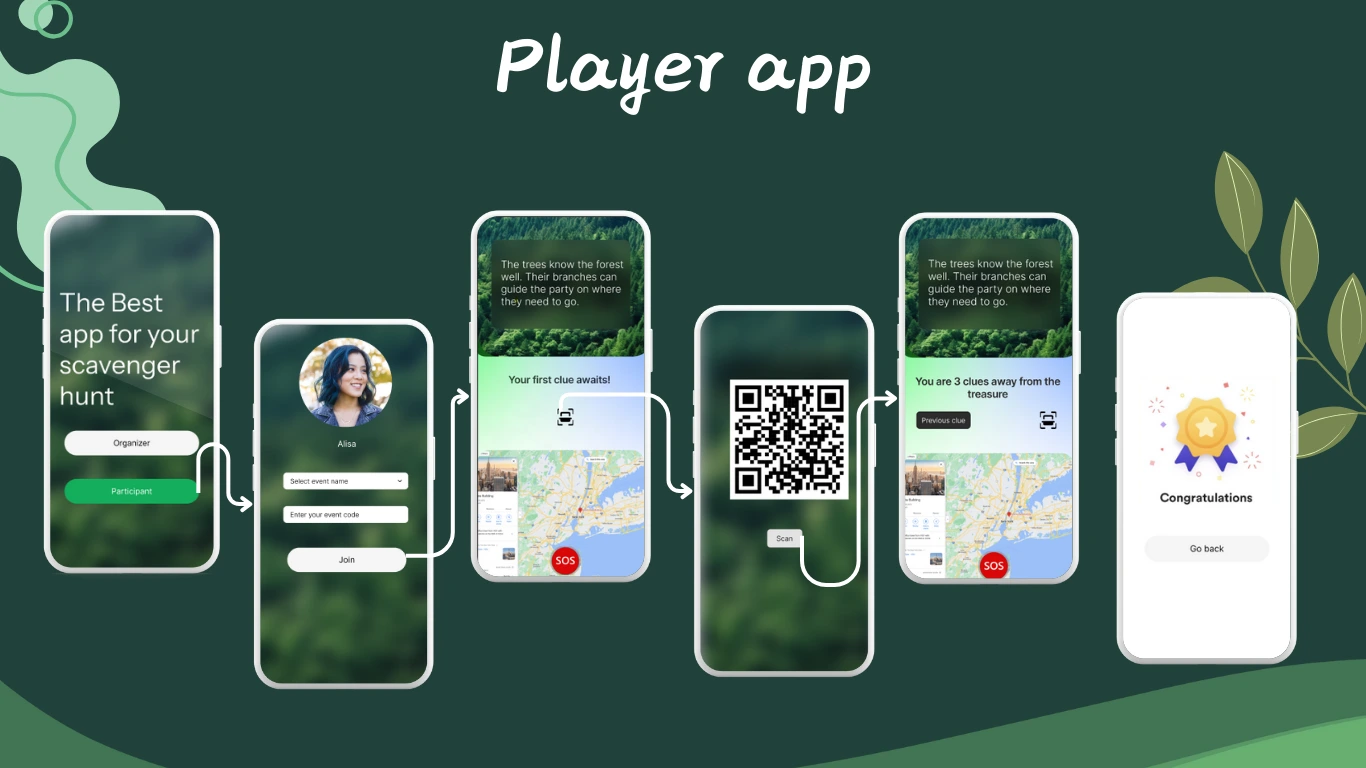 Player app
The Best
app for your
scavenger
hunt
Organizer
Participant
Alisa
Select event name
Enter your event code
Join
The trees know the forest
well. Their branches can
guide the party on where
they need to go.
Your first clue awaits!
SOS
Scan
The trees know the forest
well. Their branches can
guide the party on where
they need to go.
You are 3 clues away from the
treasure
Previous clue
SOS
Congratulations
Go back